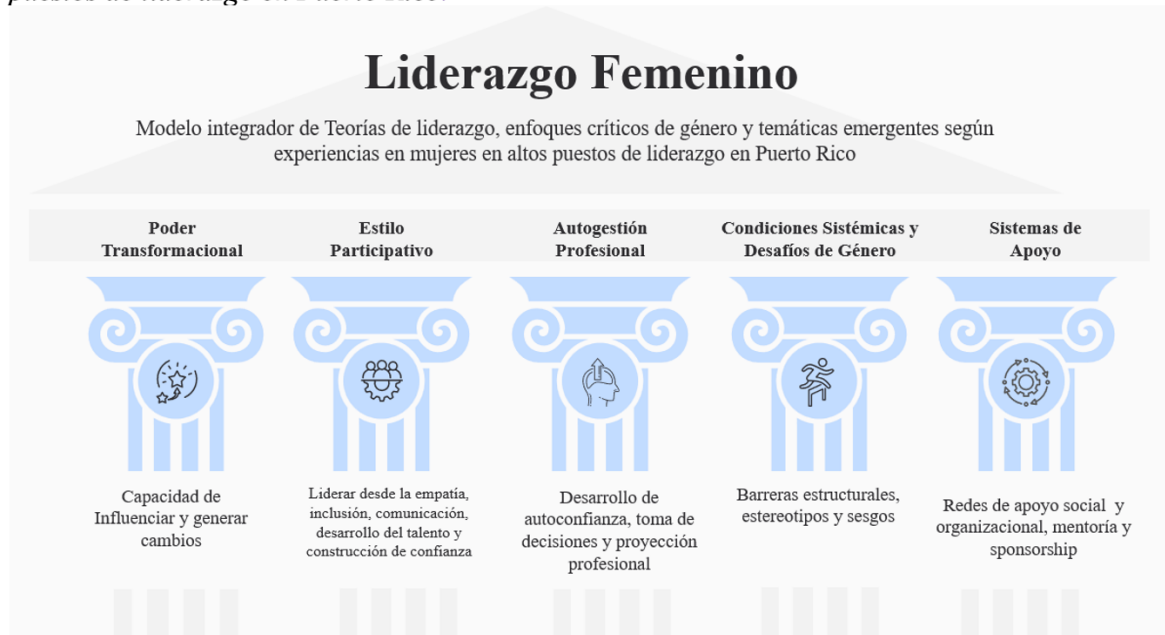 puestos de liderazgo en Puerto Rico.
Liderazgo Femenino
Modelo integrador de Teorías de liderazgo, enfoques críticos de género y temáticas emergentes según
experiencias en mujeres en altos puestos de liderazgo en Puerto Rico
Poder
Transformacional
Estilo
Participativo
Autogestión
Profesional
Condiciones Sistémicas y
Desafíos de Género
Sistemas de
Apoyo
Capacidad de
Influenciar y generar
cambios
Liderar desde la empatía,
inclusión, comunicación,
desarrollo del talento y
construcción de confianza
Desarrollo de
autoconfianza, toma de
decisiones y proyección
profesional
Barreras estructurales,
estereotipos y sesgos
Redes de apoyo social y
organizacional, mentoría y
sponsorship